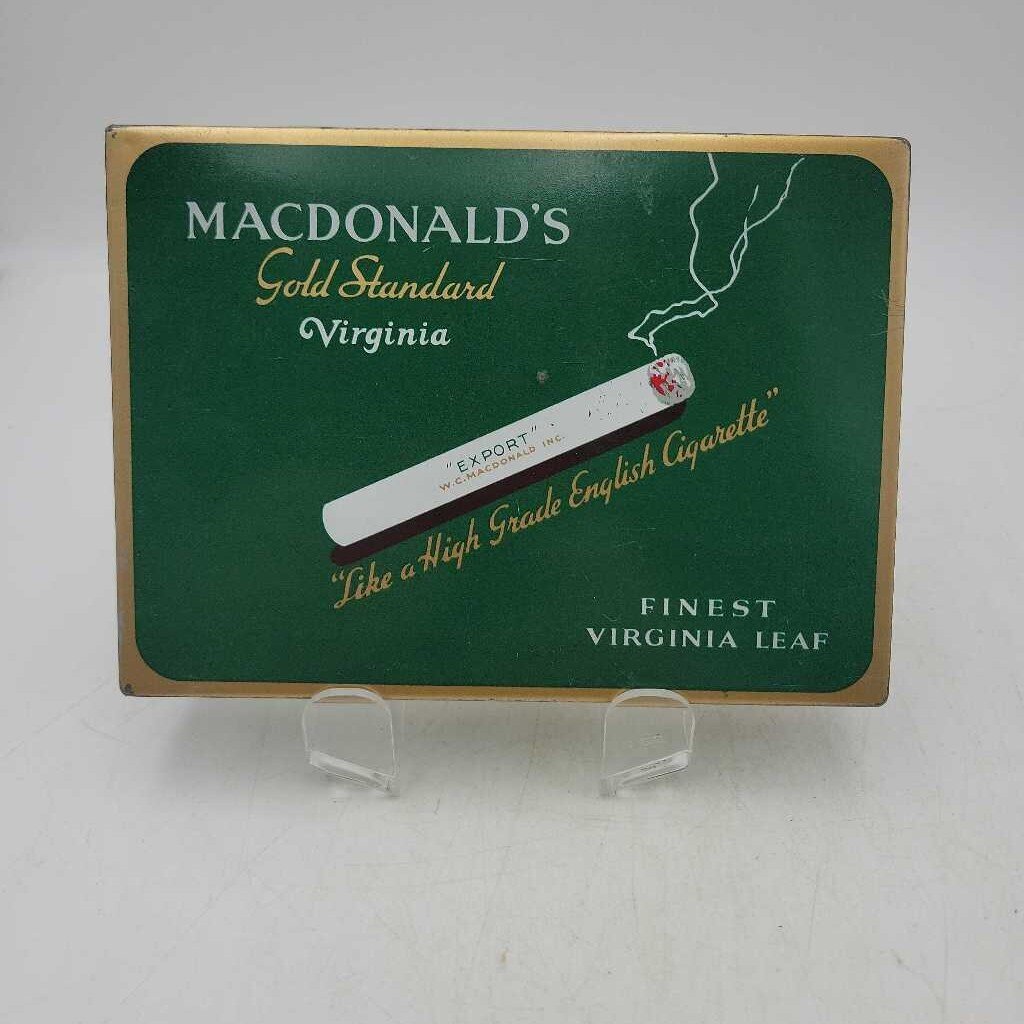 MACDONALD'S
Gold Standard
Virginia
"EXPORT"
W.C. MACDONALD INC.
"Like a High Grade English Cigarette"
FINEST
VIRGINIA LEAF